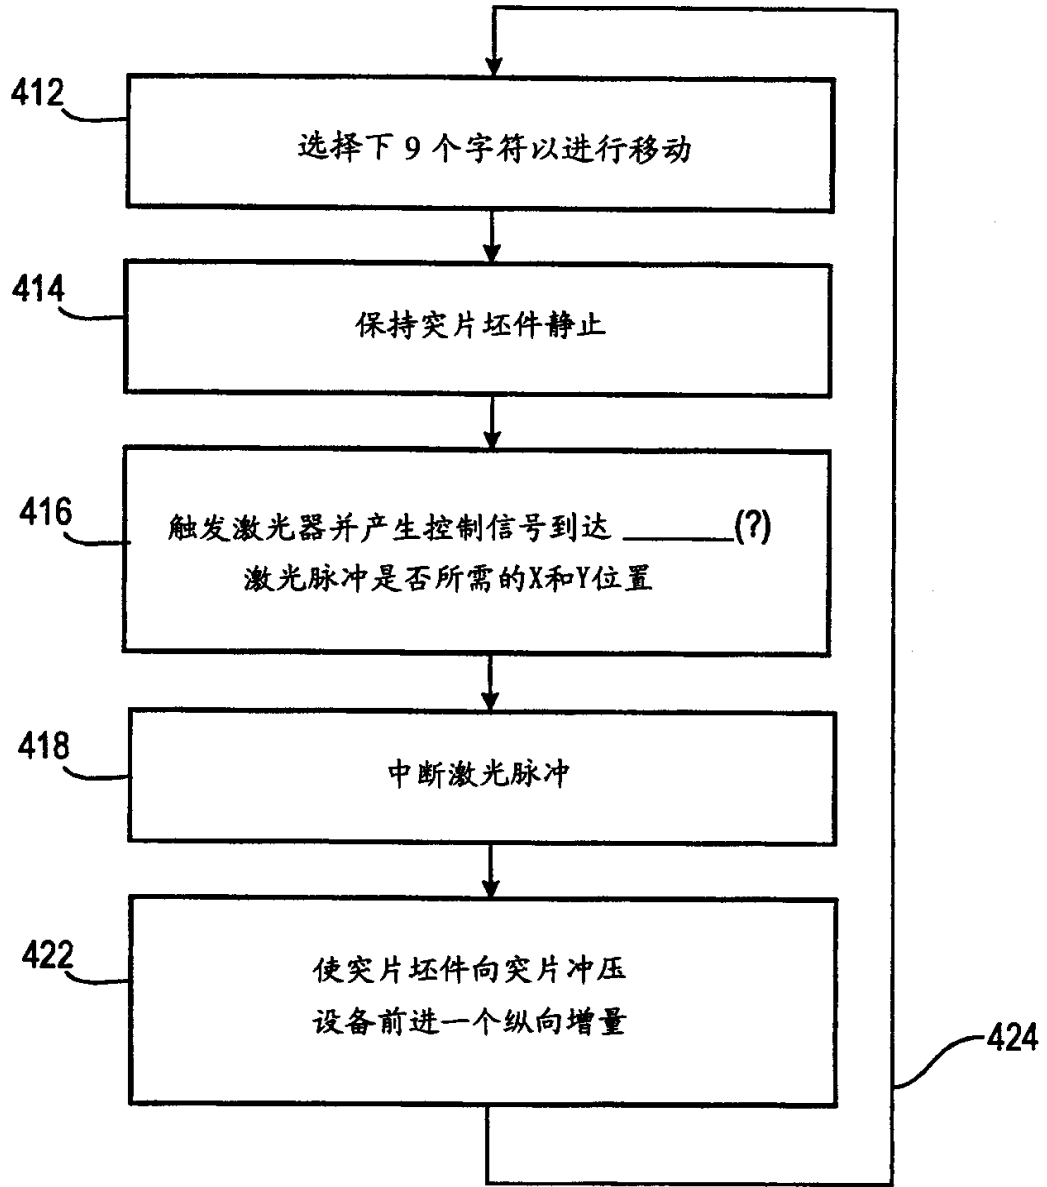 412
选择下 9 个字符以进行移动
414
保持突片坯件静止
416
触发激光器并产生控制信号到达 ______(?)
激光脉冲是否所需的X和Y位置
418
中断激光脉冲
422
使突片坯件向突片冲压
设备前进一个纵向增量
424